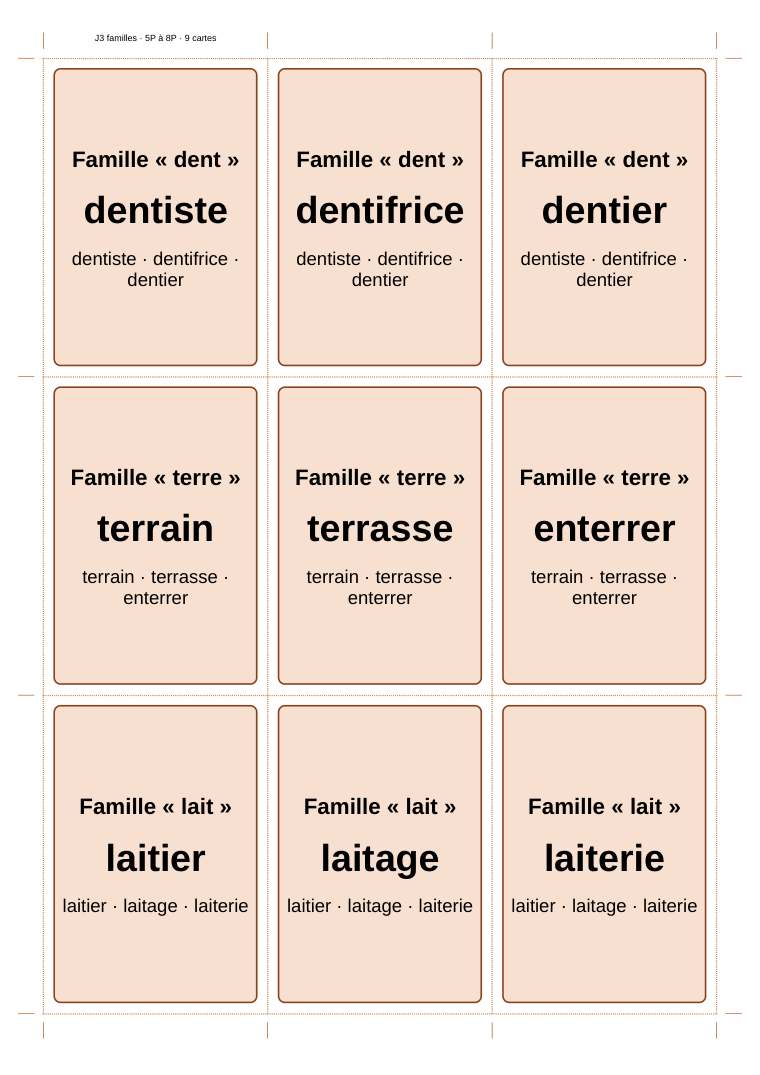 J3 familles · 5P à 8P · 9 cartes
Famille « dent »
dentiste
dentiste · dentifrice ·
dentier
Famille « dent »
dentifrice
dentiste · dentifrice ·
dentier
Famille « dent »
dentier
dentiste · dentifrice ·
dentier
Famille « terre »
terrain
terrain · terrasse ·
enterrer
Famille « terre »
terrasse
terrain · terrasse ·
enterrer
Famille « terre »
enterrer
terrain · terrasse ·
enterrer
Famille « lait »
laitier
laitier · laitage · laiterie
Famille « lait »
laitage
laitier · laitage · laiterie
Famille « lait »
laiterie
laitier · laitage · laiterie